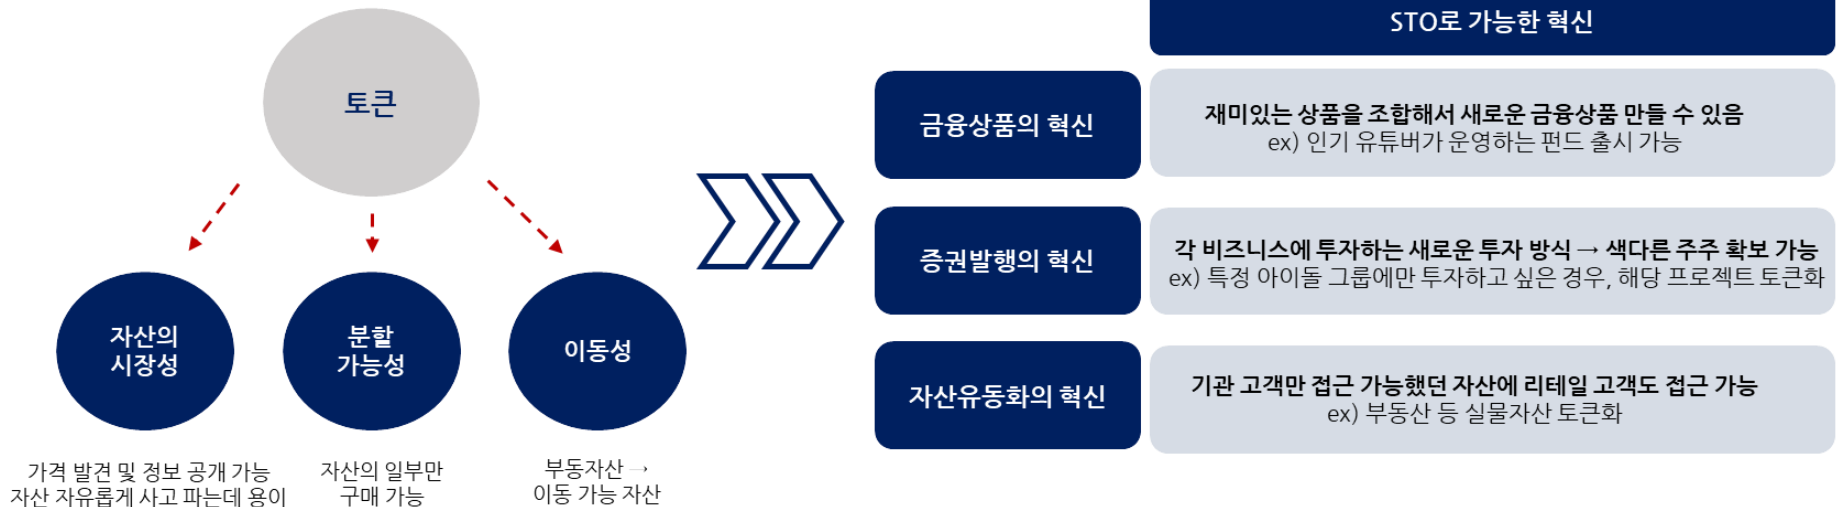 토큰
자산의
시장성
분할
가능성
이동성
가격 발견 및 정보 공개 가능
자산 자유롭게 사고 파는데 용이
자산의 일부만
구매 가능
부동자산 →
이동 가능 자산
STO로 가능한 혁신
금융상품의 혁신
재미있는 상품을 조합해서 새로운 금융상품 만들 수 있음
ex) 인기 유튜버가 운영하는 펀드 출시 가능
증권발행의 혁신
각 비즈니스에 투자하는 새로운 투자 방식 → 색다른 주주 확보 가능
ex) 특정 아이돌 그룹에만 투자하고 싶은 경우, 해당 프로젝트 토큰화
자산유동화의 혁신
기관 고객만 접근 가능했던 자산에 리테일 고객도 접근 가능
ex) 부동산 등 실물자산 토큰화